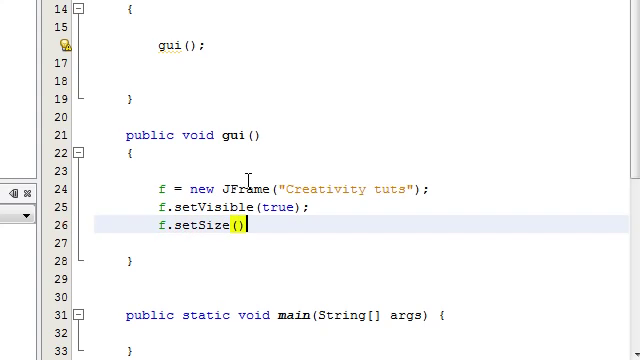 14 {
15
gui();
17
18
19 }
20
21 public void gui()
22 {
23
24 f = new JFrame("Creativity tuts");
25 f.setVisible(true);
26 f.setSize()
27
28 }
29
30
31 public static void main(String[] args) {
32
33 }